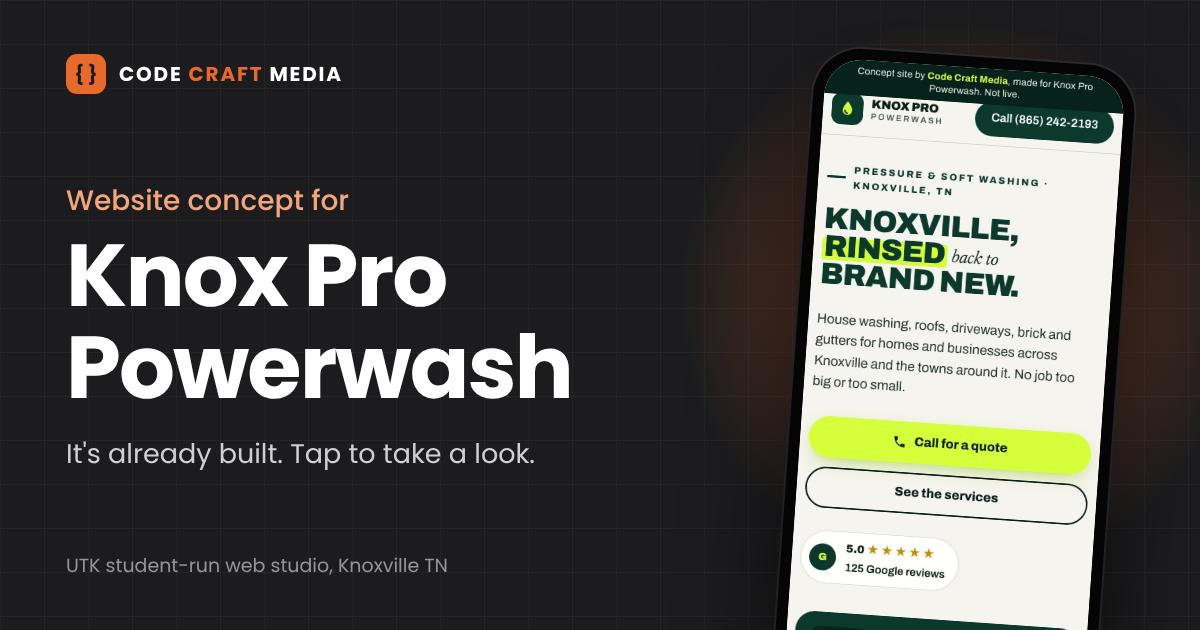 { } CODE CRAFT MEDIA
Website concept for
Knox Pro
Powerwash
It's already built. Tap to take a look.
UTK student-run web studio, Knoxville TN
Concept site by Code Craft Media, made for Knox Pro
Powerwash. Not live.
KNOX PRO
POWERWASH
Call (865) 242-2193
PRESSURE & SOFT WASHING ·
KNOXVILLE, TN
KNOXVILLE,
RINSED back to
BRAND NEW.
House washing, roofs, driveways, brick and
gutters for homes and businesses across
Knoxville and the towns around it. No job too
big or too small.
Call for a quote
See the services
G
5.0 ★★★★★
125 Google reviews